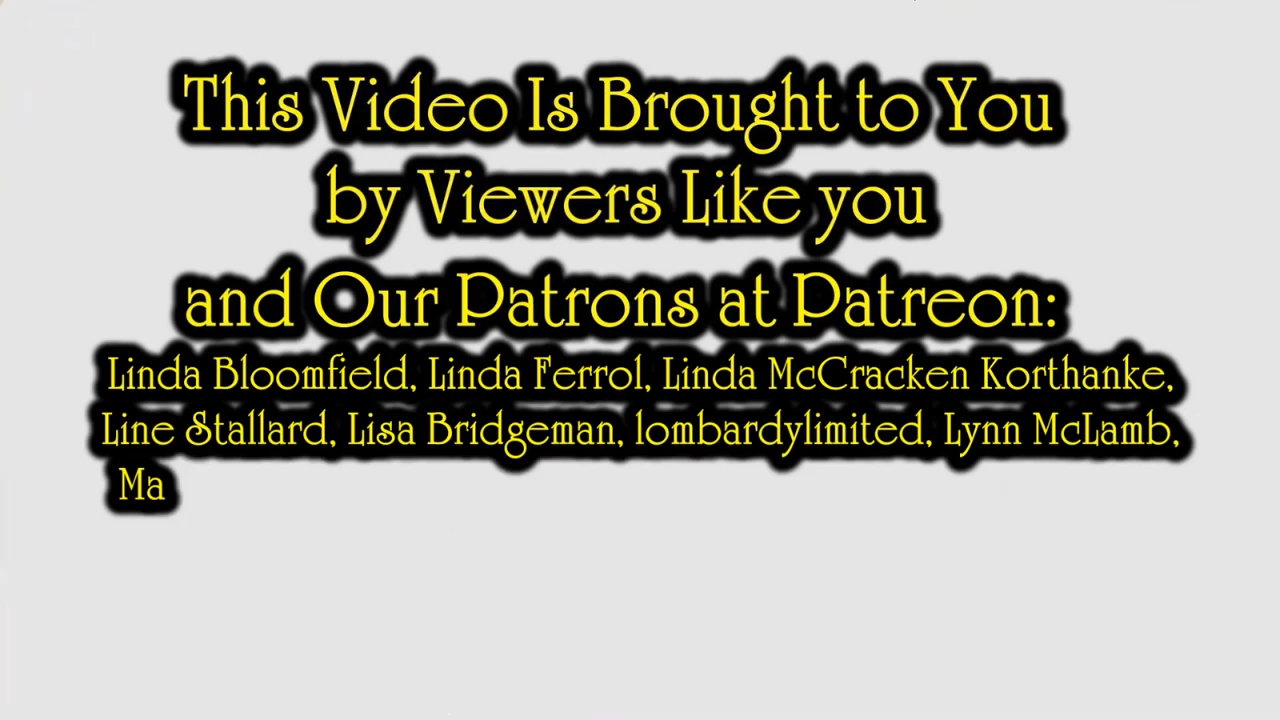 This Video Is Brought to You
by Viewers Like you
and Our Patrons at Patreon:
Linda Bloomfield, Linda Ferrol, Linda McCracken Korthanke,
Line Stallard, Lisa Bridgeman, lombardylimited, Lynn McLamb,
Ma